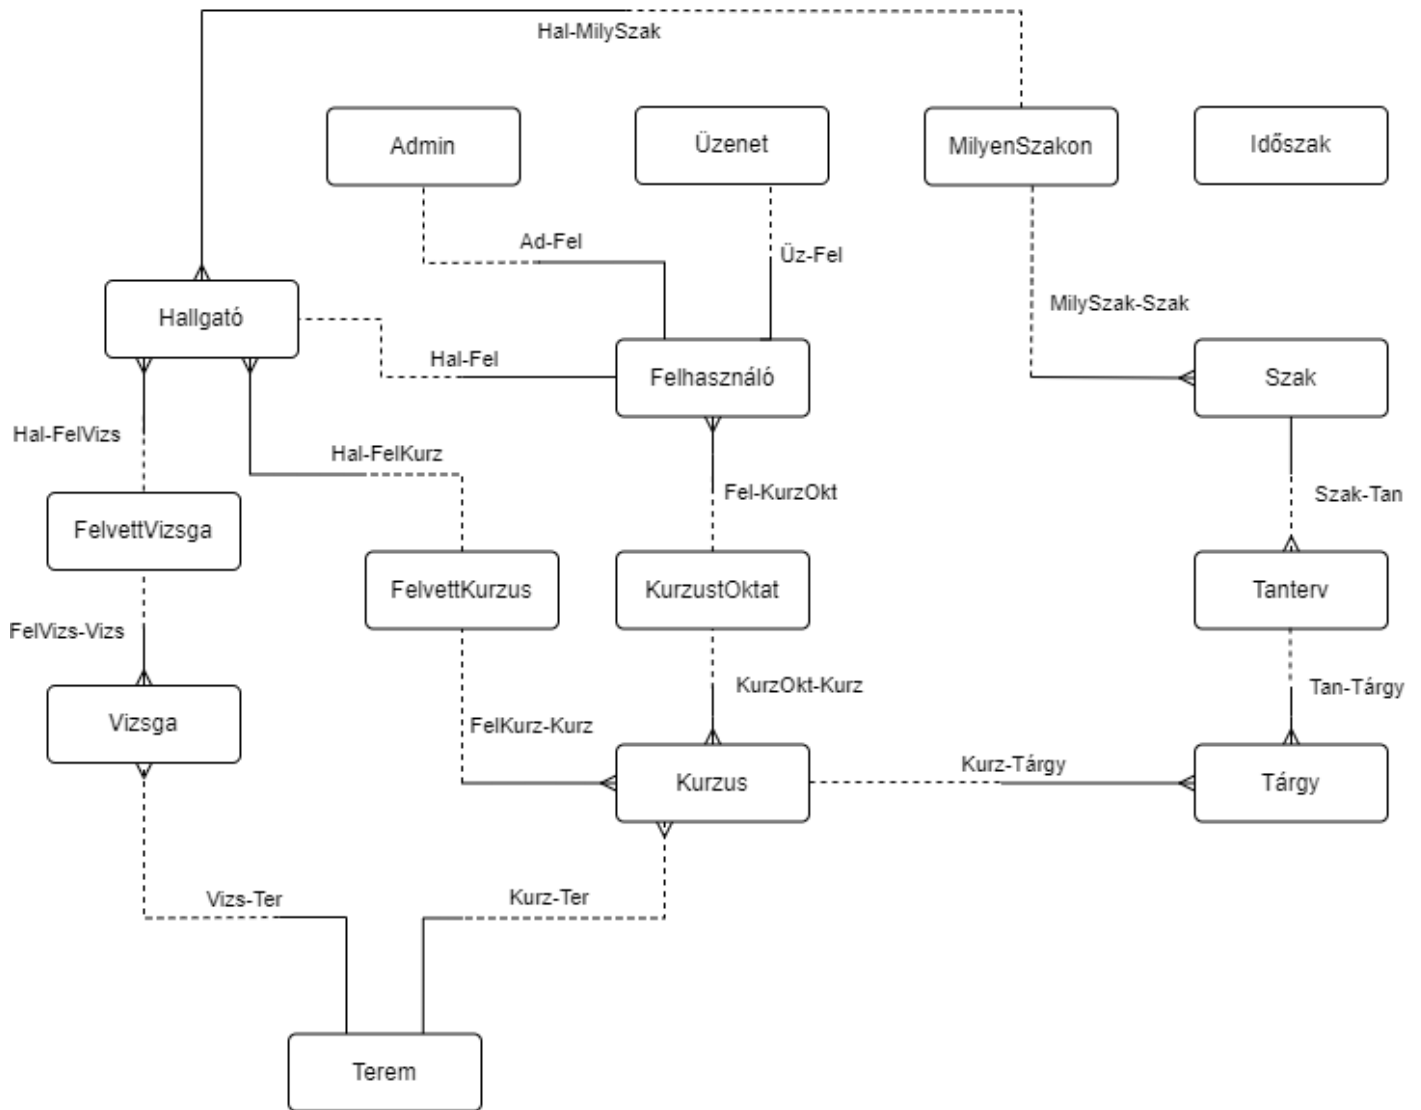 Hal-MilySzak
Admin
Üzenet
MilyenSzakon
Időszak
Ad-Fel
Üz-Fel
MilySzak-Szak
Hallgató
Hal-Fel
Felhasználó
Szak
Hal-FelVizs
Hal-FelKurz
Fel-KurzOkt
Szak-Tan
FelvettVizsga
FelvettKurzus
KurzustOktat
Tanterv
FelVizs-Vizs
KurzOkt-Kurz
Tan-Tárgy
Vizsga
FelKurz-Kurz
Kurz-Tárgy
Kurzus
Tárgy
Vizs-Ter
Kurz-Ter
Terem